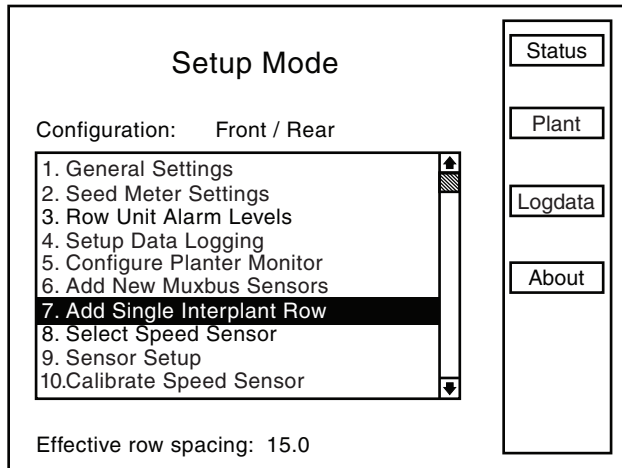 Setup Mode
Configuration: Front / Rear
1. General Settings
2. Seed Meter Settings
3. Row Unit Alarm Levels
4. Setup Data Logging
5. Configure Planter Monitor
6. Add New Muxbus Sensors
7. Add Single Interplant Row
8. Select Speed Sensor
9. Sensor Setup
10.Calibrate Speed Sensor
Effective row spacing: 15.0
Status
Plant
Logdata
About